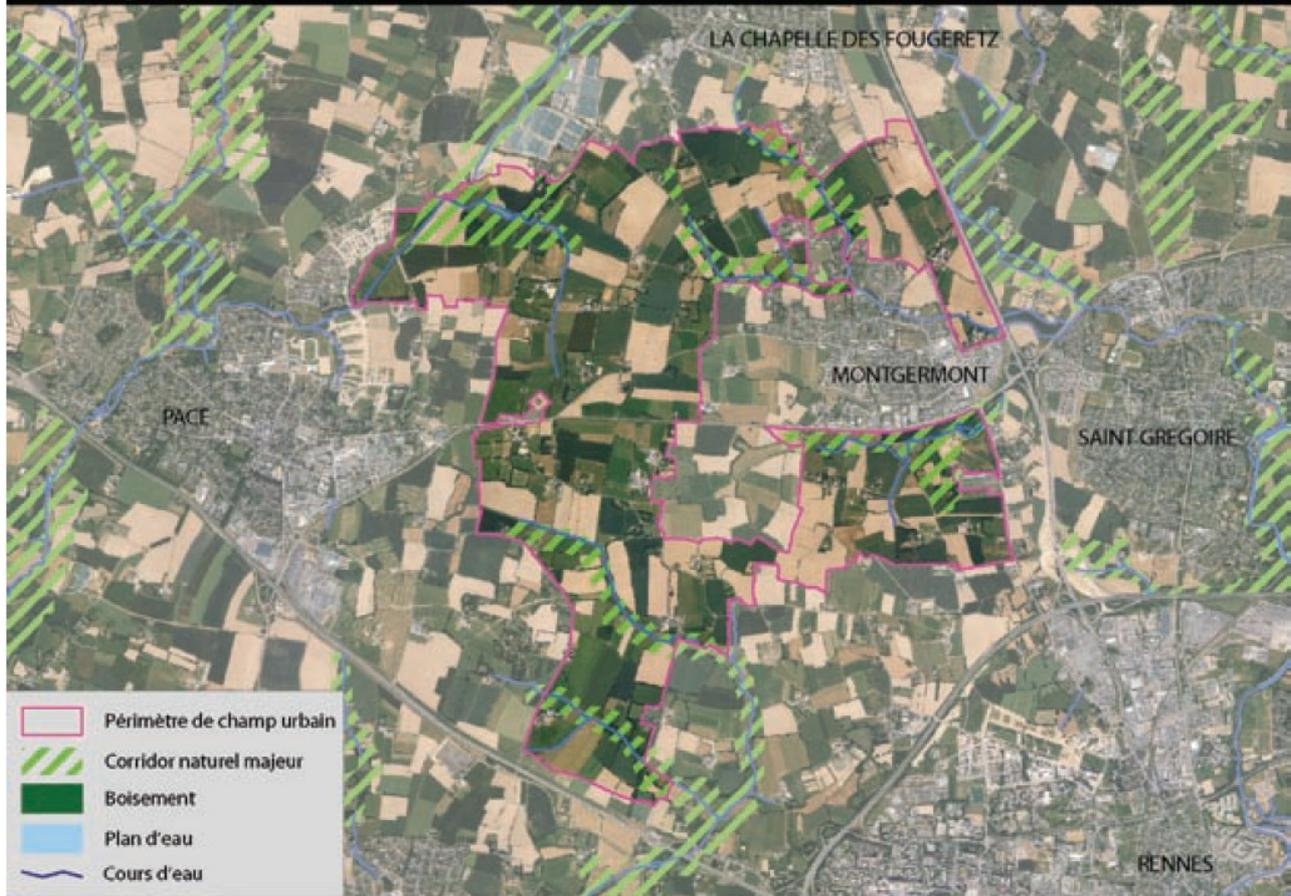 LA CHAPELLE DES FOUGERETZ
MONTGERMONT
PACE
SAINT GREGOIRE
Périmètre de champ urbain
Corridor naturel majeur
Boisement
Plan d'eau
Cours d'eau
RENNES